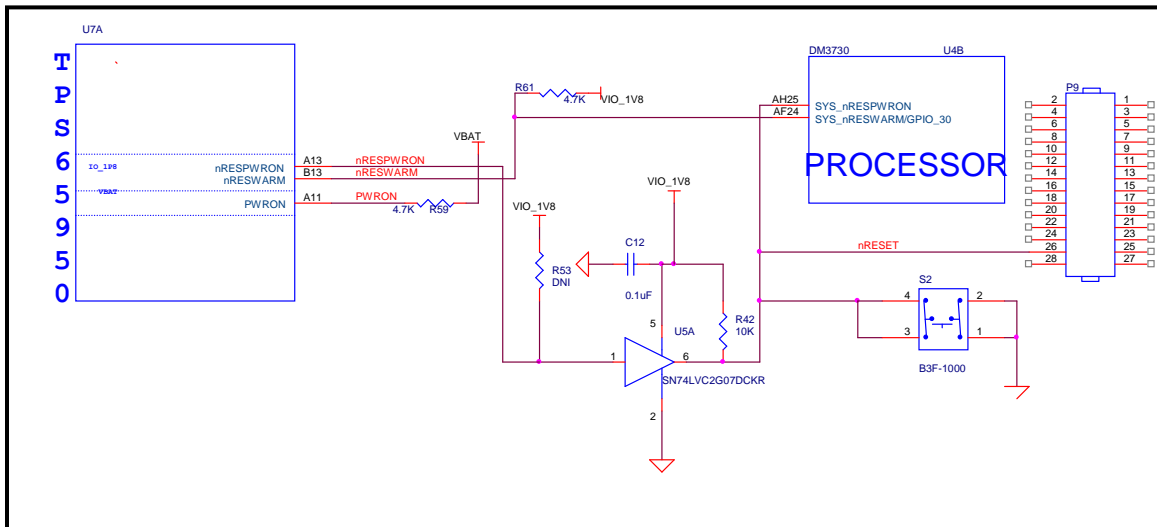 U7A
T
P
S
6
5
9
5
0
IO_1P8
VBAT
nRESPWRON
nRESWARM
PWRON
A13
B13
A11
nRESPWRON
nRESWARM
PWRON
4.7K
R59
VBAT
R61
4.7K
VIO_1V8
VIO_1V8
R53
DNI
C12
0.1uF
VIO_1V8
5
U5A
1
6
SN74LVC2G07DCKR
2
R42
10K
DM3730
U4B
AH25
AF24
SYS_nRESPWRON
SYS_nRESWARM/GPIO_30
PROCESSOR
nRESET
P9
2 1
4 3
6 5
8 7
10 9
12 11
14 13
16 15
18 17
20 19
22 21
24 23
26 25
28 27
S2
4 2
3 1
B3F-1000